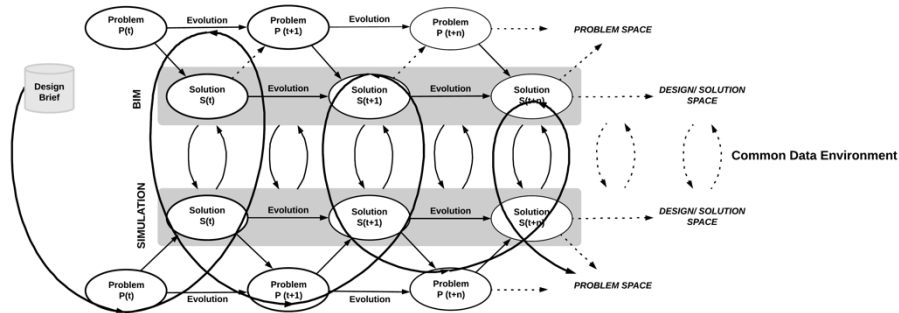 Problem
P(t)
Evolution
Problem
P (t+1)
Evolution
Problem
P (t+n)
PROBLEM SPACE
Design
Brief
BIM
Solution
S(t)
Evolution
Solution
S(t+1)
Evolution
Solution
S(t+n)
DESIGN/ SOLUTION
SPACE
Common Data Environment
SIMULATION
Solution
S(t)
Evolution
Solution
S(t+1)
Evolution
Solution
S(t+n)
DESIGN/ SOLUTION
SPACE
Problem
P(t)
Evolution
Problem
P (t+1)
Evolution
Problem
P (t+n)
PROBLEM SPACE